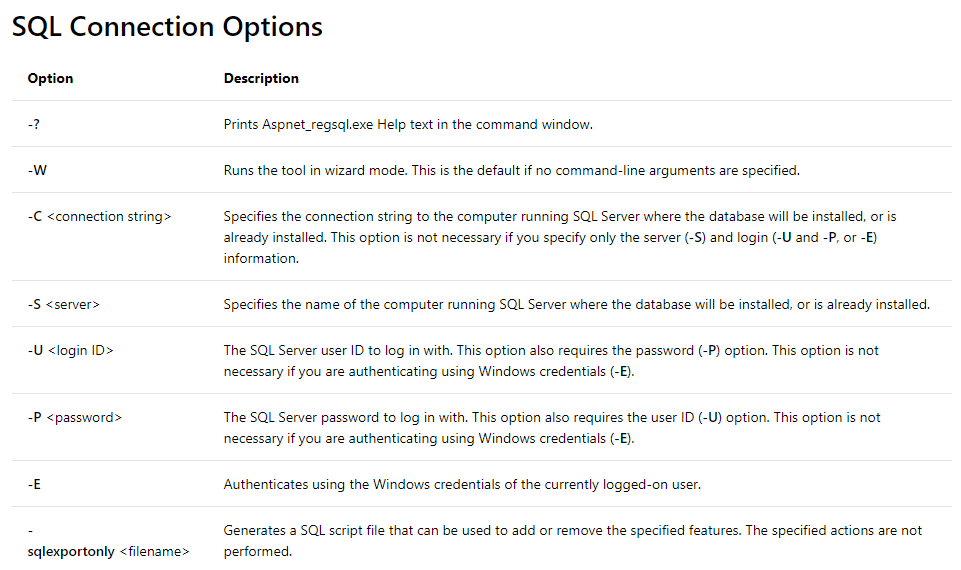 SQL Connection Options
Option Description
-? Prints Aspnet_regsql.exe Help text in the command window.
-W Runs the tool in wizard mode. This is the default if no command-line arguments are specified.
-C <connection string> Specifies the connection string to the computer running SQL Server where the database will be installed, or is
already installed. This option is not necessary if you specify only the server (-S) and login (-U and -P, or -E)
information.
-S <server> Specifies the name of the computer running SQL Server where the database will be installed, or is already installed.
-U <login ID> The SQL Server user ID to log in with. This option also requires the password (-P) option. This option is not
necessary if you are authenticating using Windows credentials (-E).
-P <password> The SQL Server password to log in with. This option also requires the user ID (-U) option. This option is not
necessary if you are authenticating using Windows credentials (-E).
-E Authenticates using the Windows credentials of the currently logged-on user.
- Generates a SQL script file that can be used to add or remove the specified features. The specified actions are not
sqlexportonly <filename> performed.